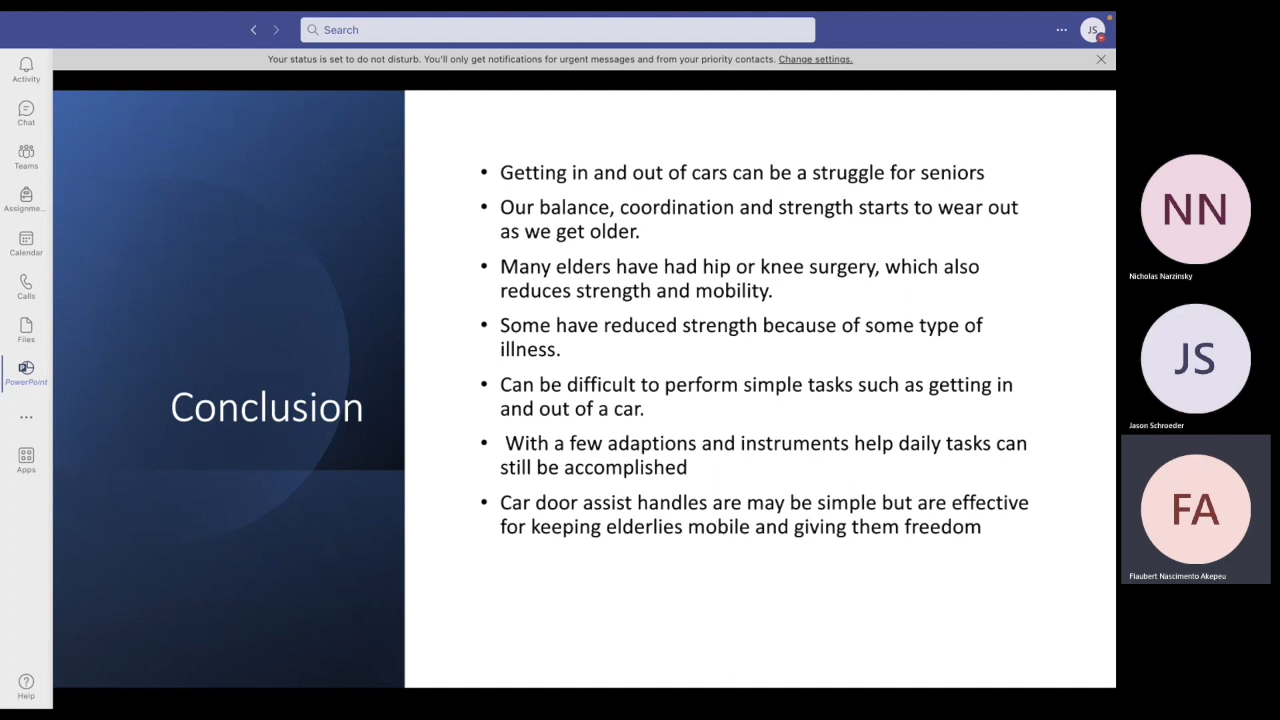 Search
JS
Your status is set to do not disturb. You'll only get notifications for urgent messages and from your priority contacts. Change settings.
Activity
Chat
Teams
Assignme...
Calendar
Calls
Files
PowerPoint
Apps
Help
Conclusion
• Getting in and out of cars can be a struggle for seniors
• Our balance, coordination and strength starts to wear out
as we get older.
• Many elders have had hip or knee surgery, which also
reduces strength and mobility.
• Some have reduced strength because of some type of
illness.
• Can be difficult to perform simple tasks such as getting in
and out of a car.
• With a few adaptions and instruments help daily tasks can
still be accomplished
• Car door assist handles are may be simple but are effective
for keeping elderlies mobile and giving them freedom
NN
Nicholas Narzinsky
JS
Jason Schroeder
FA
Flaubert Nascimento Akepeu